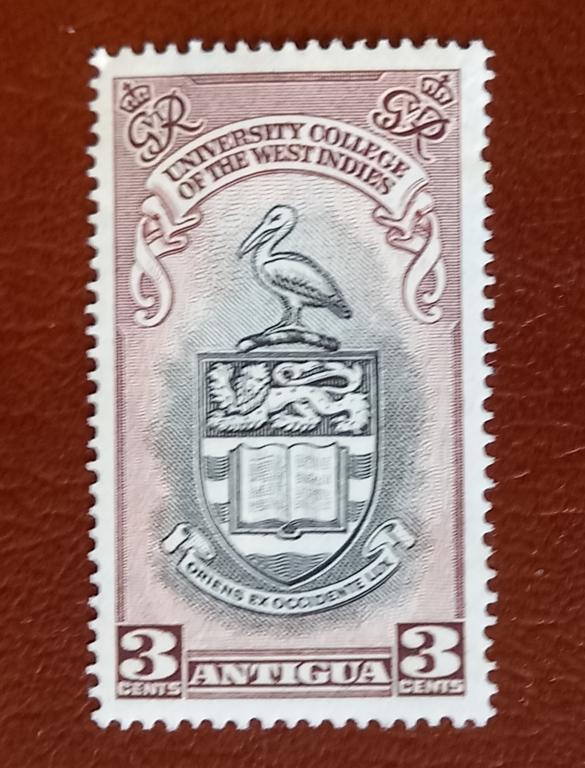 GVIR GVIR
UNIVERSITY COLLEGE
OF THE WEST INDIES
ORIENS EX OCCIDENTE LUX
3 CENTS ANTIGUA 3 CENTS